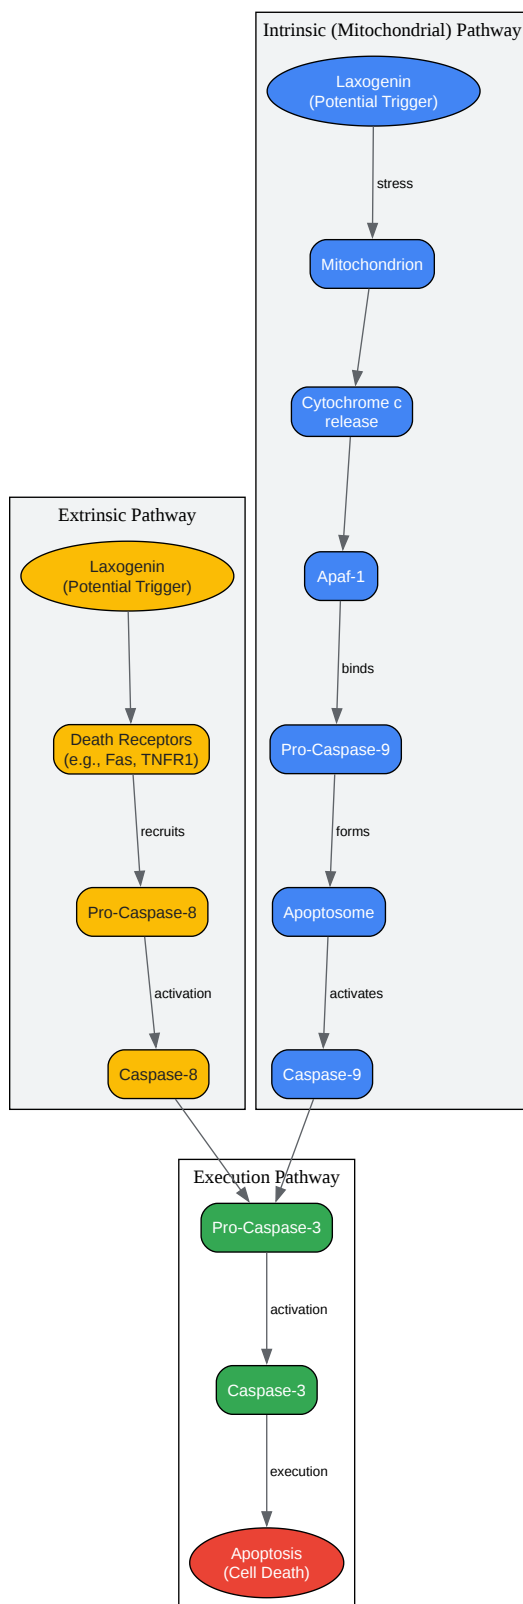 Intrinsic (Mitochondrial) Pathway
Laxogenin
(Potential Trigger)
stress
Mitochondrion
Cytochrome c
release
Apaf-1
binds
Pro-Caspase-9
forms
Apoptosome
activates
Caspase-9
Extrinsic Pathway
Laxogenin
(Potential Trigger)
Death Receptors
(e.g., Fas, TNFR1)
recruits
Pro-Caspase-8
activation
Caspase-8
Execution Pathway
Pro-Caspase-3
activation
Caspase-3
execution
Apoptosis
(Cell Death)